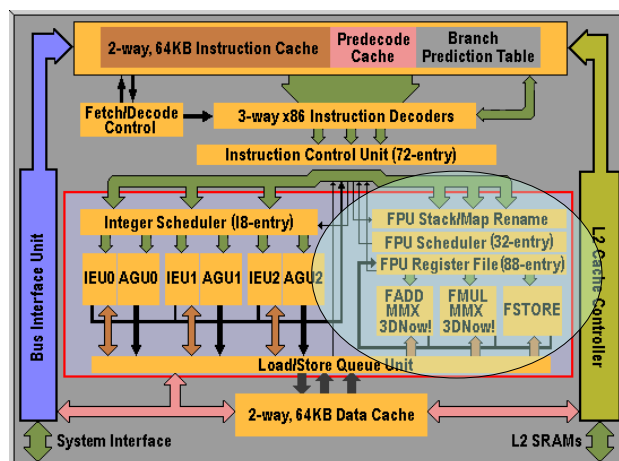 2-way, 64KB Instruction Cache
Predecode
Cache
Branch
Prediction Table
Fetch/Decode
Control
3-way x86 Instruction Decoders
Instruction Control Unit (72-entry)
Bus Interface Unit
L2 Cache Controller
Integer Scheduler (18-entry)
FPU Stack/Map Rename
FPU Scheduler (32-entry)
FPU Register File (88-entry)
IEU0
AGU0
IEU1
AGU1
IEU2
AGU2
FADD
MMX
3DNow!
FMUL
MMX
3DNow!
FSTORE
Load/Store Queue Unit
2-way, 64KB Data Cache
System Interface
L2 SRAMs